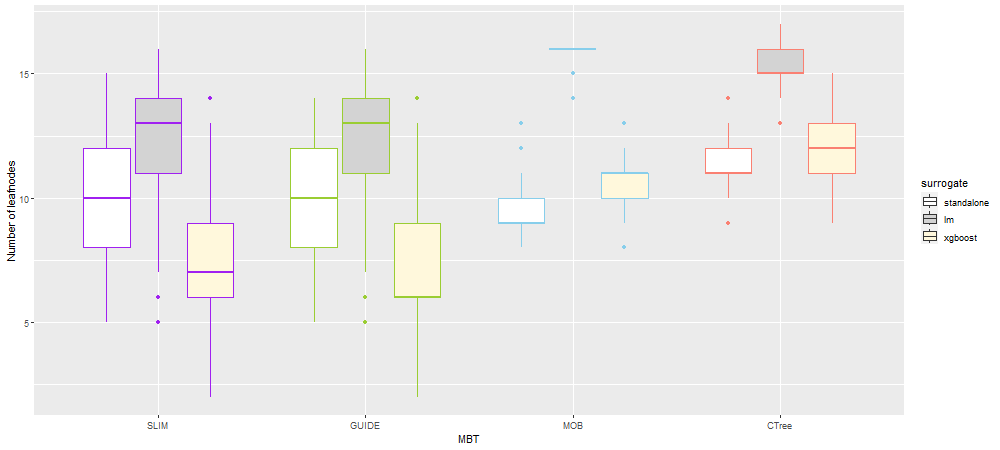 Number of leafnodes
15
10
5
SLIM
GUIDE
MOB
CTree
MBT
surrogate
standalone
lm
xgboost